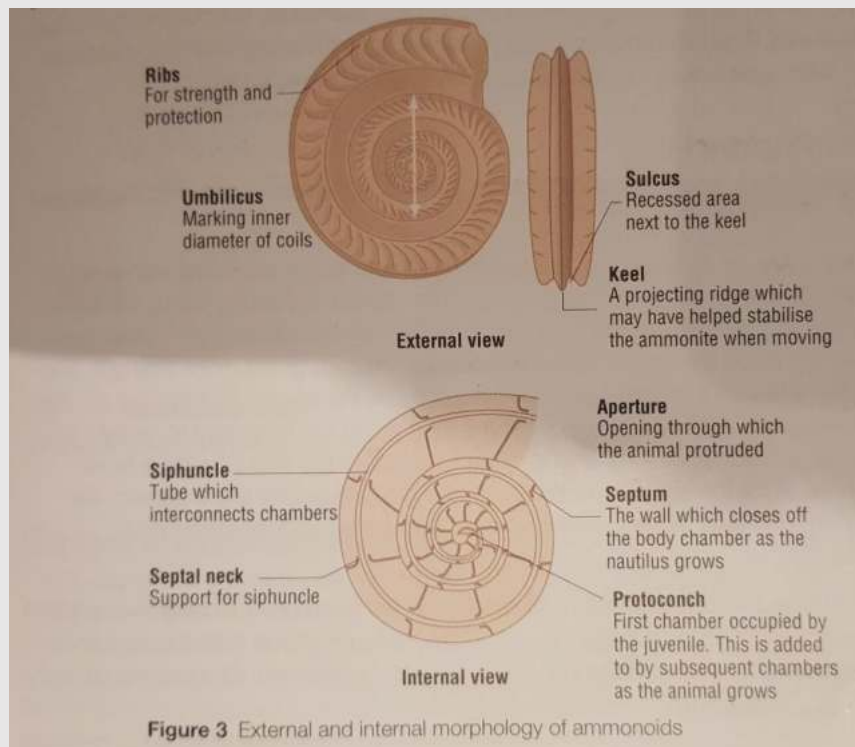 Ribs
For strength and
protection
Umbilicus
Marking inner
diameter of coils
Sulcus
Recessed area
next to the keel
Keel
A projecting ridge which
may have helped stabilise
the ammonite when moving
External view
Aperture
Opening through which
the animal protruded
Siphuncle
Tube which
interconnects chambers
Septum
The wall which closes off
the body chamber as the
nautilus grows
Septal neck
Support for siphuncle
Protoconch
First chamber occupied by
the juvenile. This is added
to by subsequent chambers
as the animal grows
Internal view
Figure 3 External and internal morphology of ammonoids